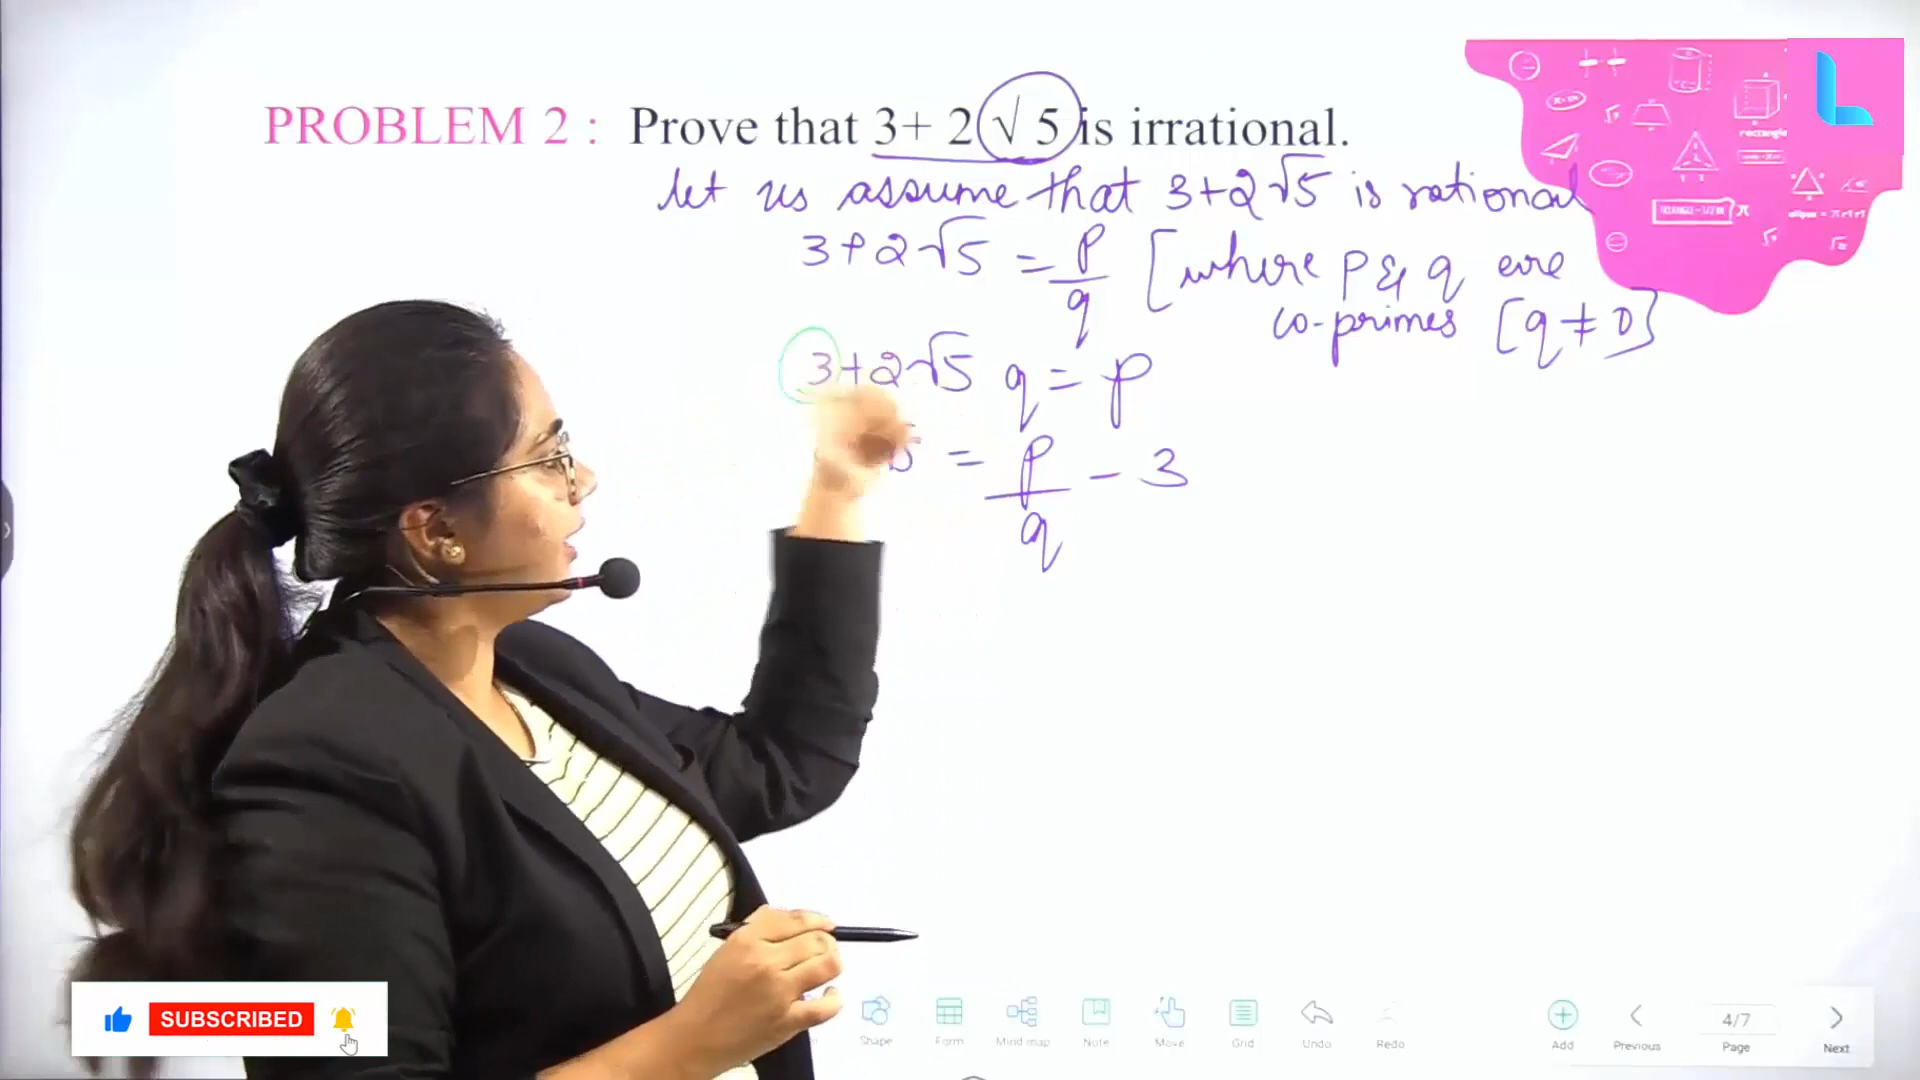 PROBLEM 2 : Prove that 3+ 2 √ 5 is irrational.
let us assume that 3+2√5 is rational
3+2√5 = p/q [where p & q are
co-primes [q ≠ 0]
3+2√5 q = p
5 = p/q - 3
rectangle
π
SUBSCRIBED
Shape
Form
Mind map
Note
Move
Grid
Undo
Redo
Add
Previous
4/7
Page
Next